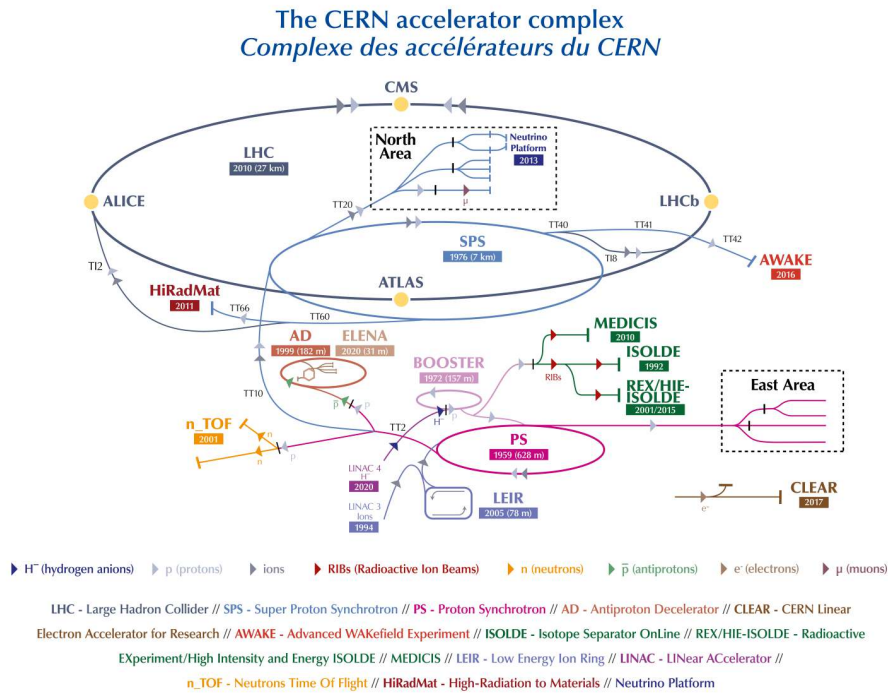 The CERN accelerator complex
Complexe des accélérateurs du CERN
CMS
North
Area
Neutrino
Platform
2013
LHC
2010 (27 km)
μ
ALICE
LHCb
TT20
TT40
TT41
SPS
1976 (7 km)
TT42
TI8
AWAKE
2016
TI2
HiRadMat
2011
ATLAS
TT66
TT60
AD
1999 (182 m)
ELENA
2020 (31 m)
MEDICIS
2010
ISOLDE
1992
BOOSTER
1972 (157 m)
RIBs
REX/HIE-
ISOLDE
2001/2015
East Area
TT10
p̅
p
H⁻
p
n_TOF
2001
n
n
p
TT2
PS
1959 (628 m)
LINAC 4
H⁻
2020
LINAC 3
Ions
1994
LEIR
2005 (78 m)
CLEAR
2017
e⁻
H⁻ (hydrogen anions)
p (protons)
ions
RIBs (Radioactive Ion Beams)
n (neutrons)
p̅ (antiprotons)
e⁻ (electrons)
μ (muons)
LHC - Large Hadron Collider // SPS - Super Proton Synchrotron // PS - Proton Synchrotron // AD - Antiproton Decelerator // CLEAR - CERN Linear
Electron Accelerator for Research // AWAKE - Advanced WAKefield Experiment // ISOLDE - Isotope Separator OnLine // REX/HIE-ISOLDE - Radioactive
EXperiment/High Intensity and Energy ISOLDE // MEDICIS // LEIR - Low Energy Ion Ring // LINAC - LINear ACcelerator //
n_TOF - Neutrons Time Of Flight // HiRadMat - High-Radiation to Materials // Neutrino Platform